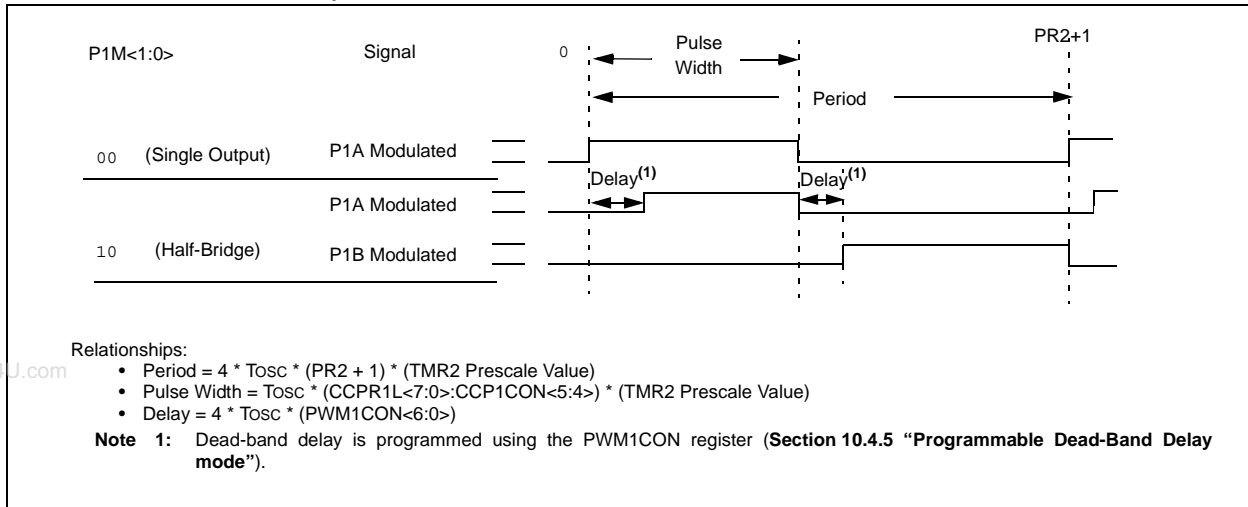 P1M<1:0> Signal 0 Pulse Width PR2+1
Period
00 (Single Output) P1A Modulated
Delay(1) Delay(1)
P1A Modulated
10 (Half-Bridge) P1B Modulated
Relationships:
• Period = 4 * TOSC * (PR2 + 1) * (TMR2 Prescale Value)
• Pulse Width = TOSC * (CCPR1L<7:0>:CCP1CON<5:4>) * (TMR2 Prescale Value)
• Delay = 4 * TOSC * (PWM1CON<6:0>)
Note 1: Dead-band delay is programmed using the PWM1CON register (Section 10.4.5 “Programmable Dead-Band Delay
mode”).
4U.com